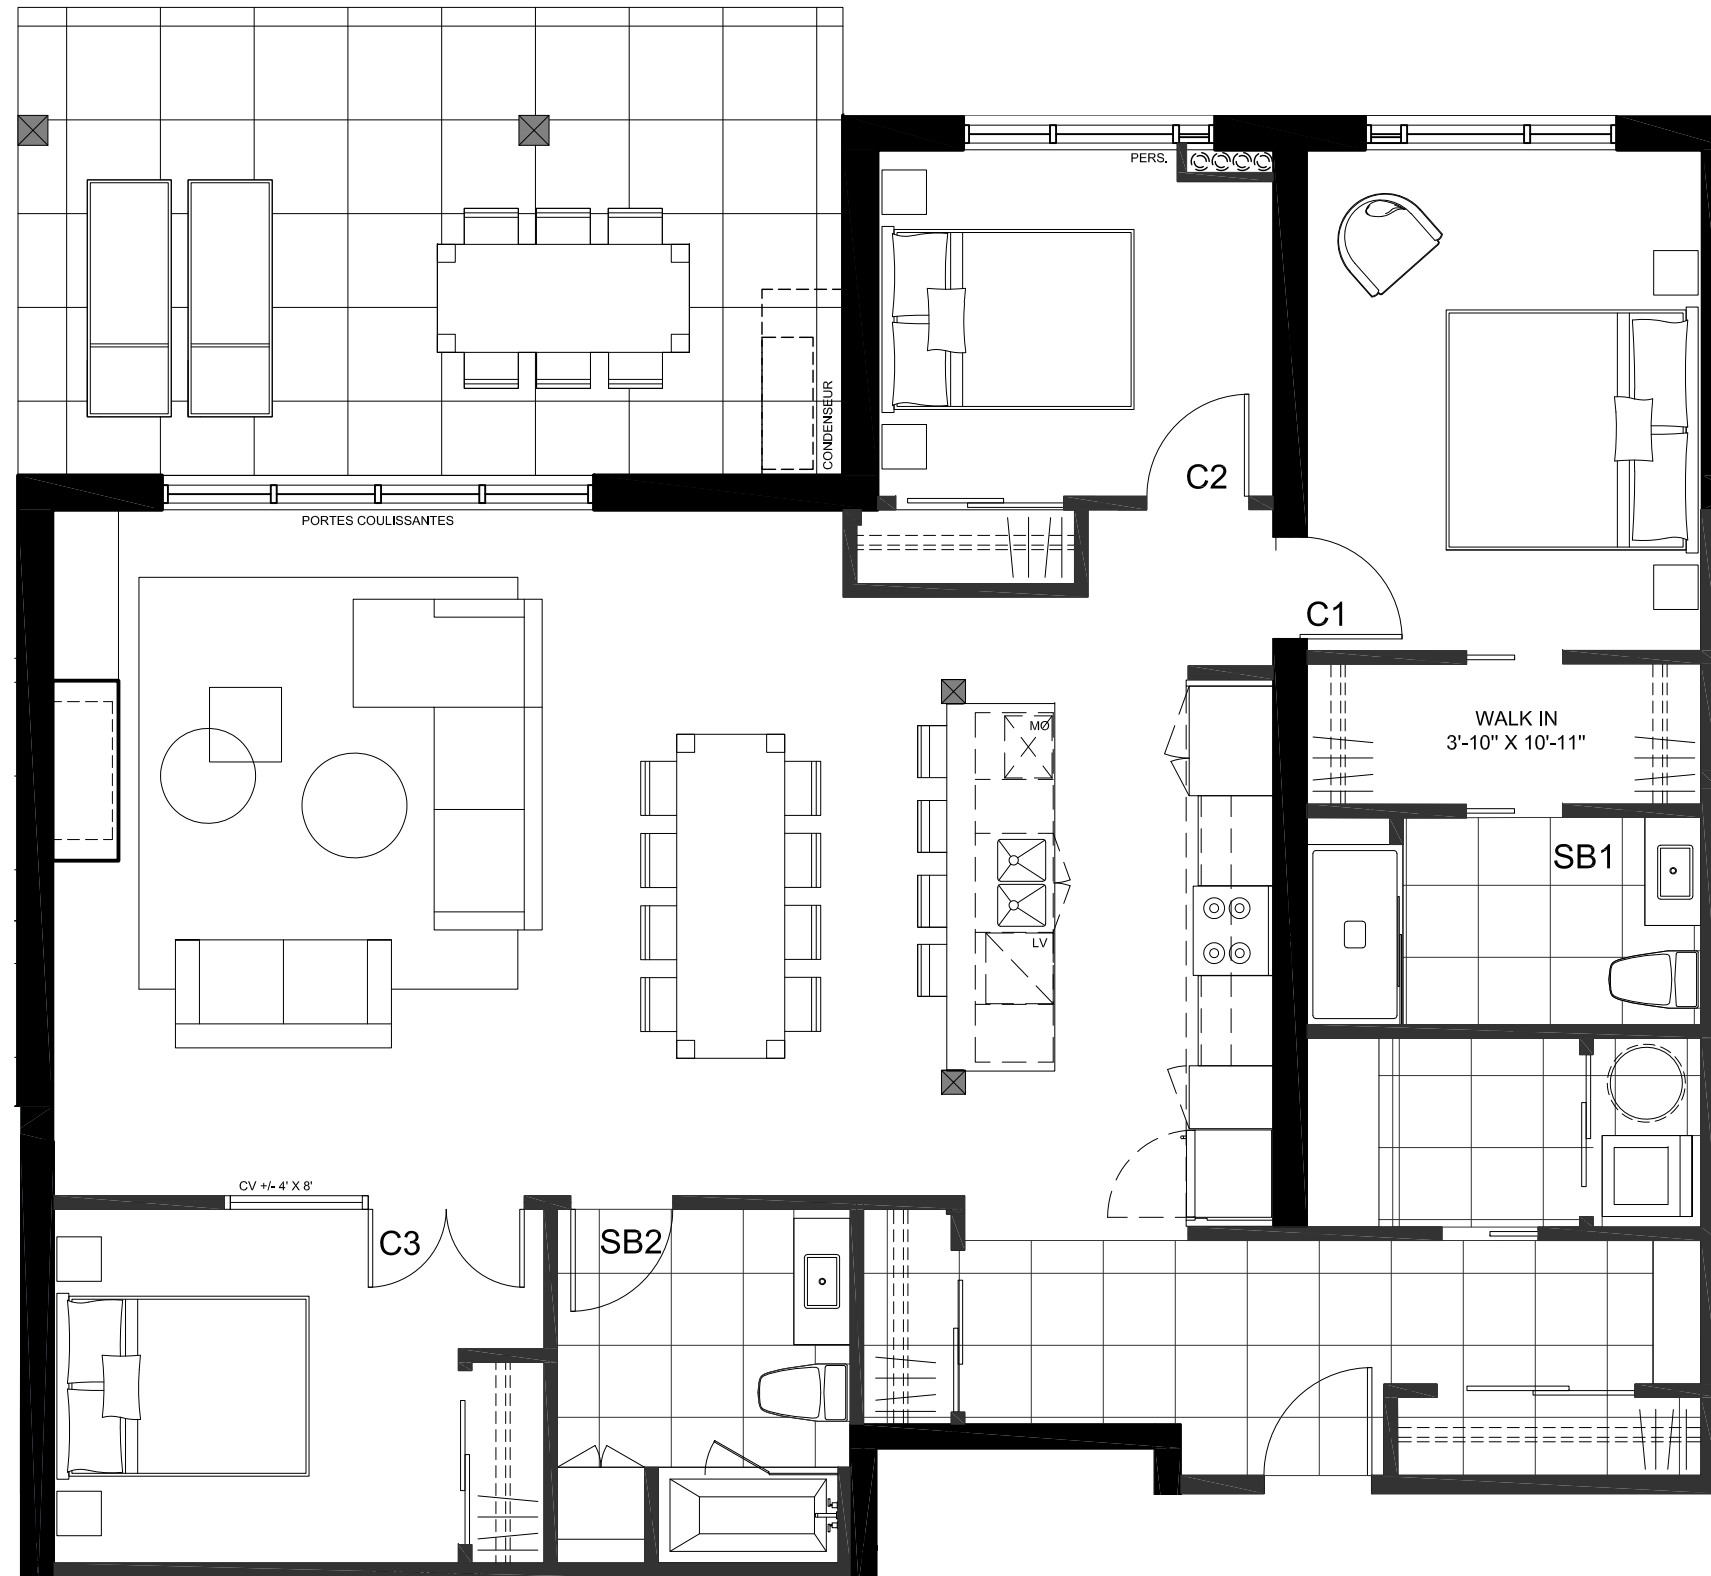 PERS.
CONDENSEUR
C2
PORTES COULISSANTES
C1
WALK IN
3'-10" X 10'-11"
MO
SB1
LV
CV +/- 4' X 8'
C3
SB2